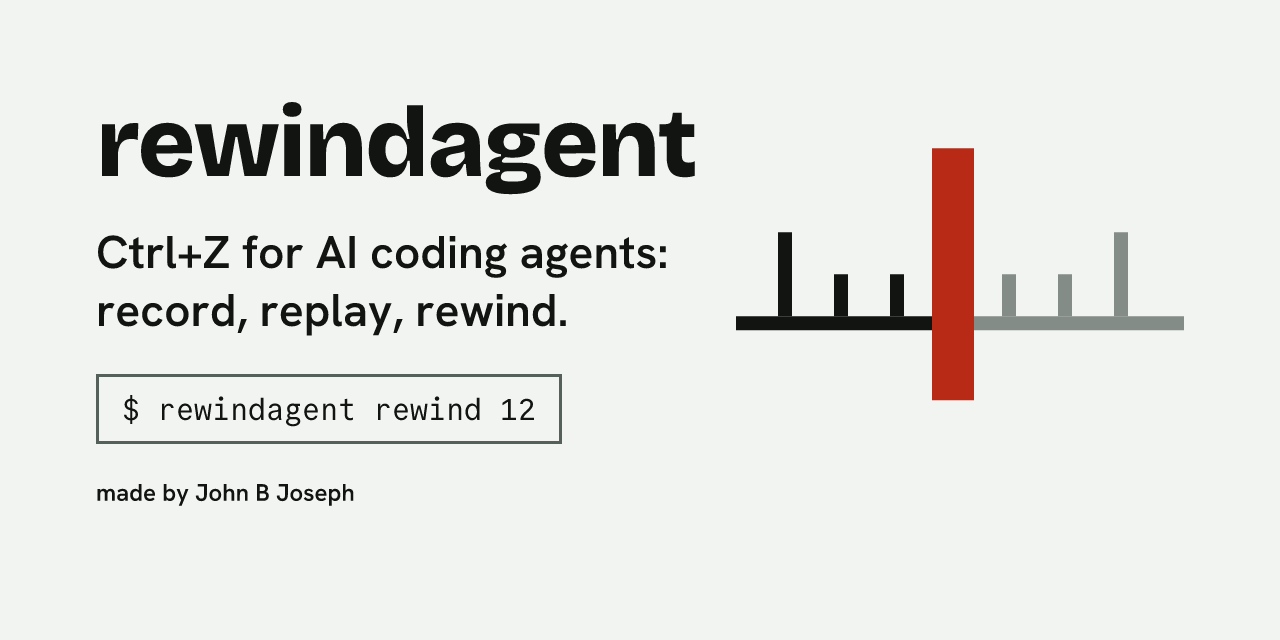 rewindagent
Ctrl+Z for AI coding agents:
record, replay, rewind.
$ rewindagent rewind 12
made by John B Joseph